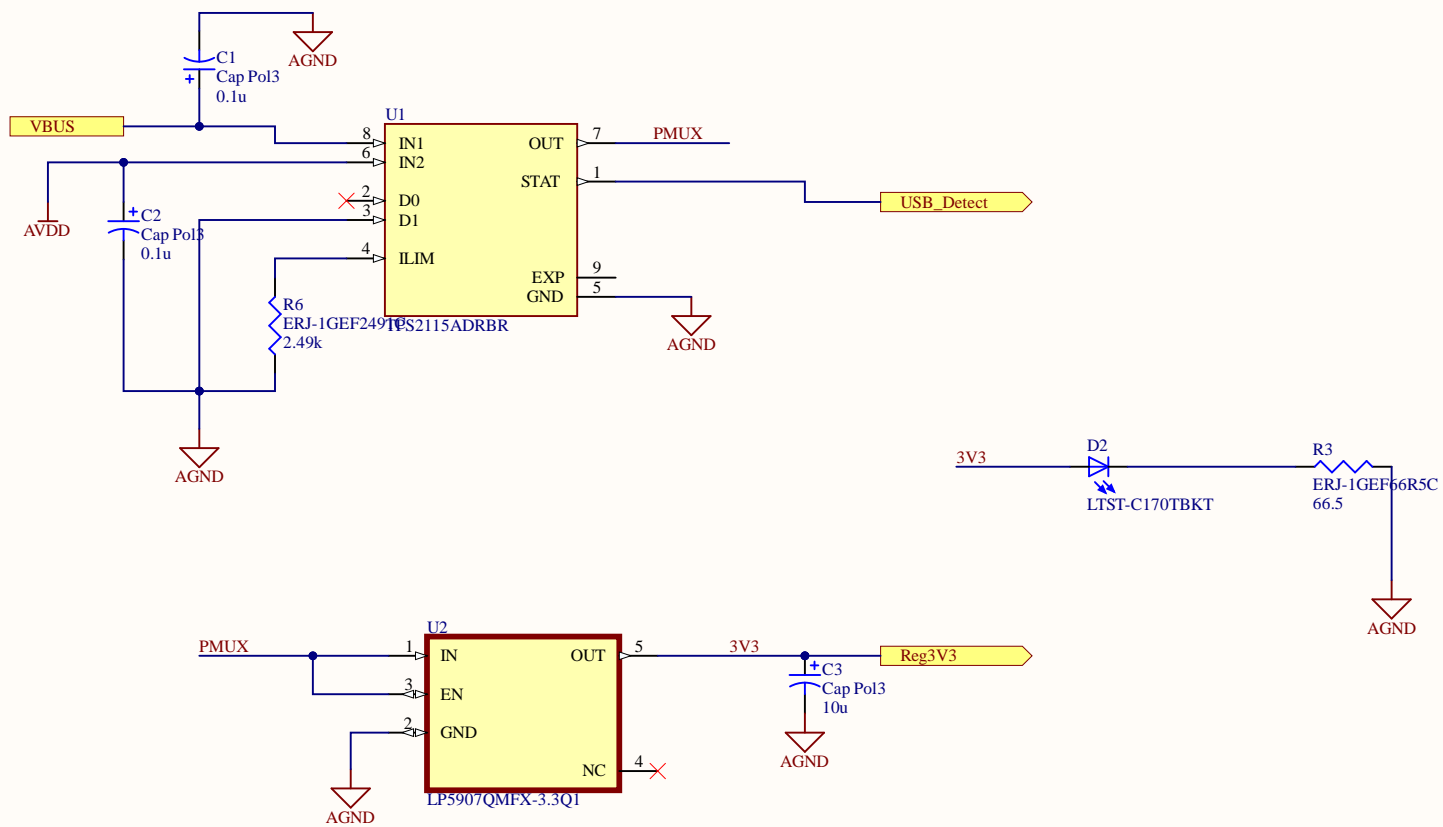 AGND
C1
Cap Pol3
0.1u
VBUS
U1
8
IN1
OUT
7
PMUX
6
IN2
STAT
1
2
D0
USB_Detect
3
D1
AVDD
C2
Cap Pol3
0.1u
4
ILIM
EXP
9
GND
5
R6
ERJ-1GEF2491C
2.49k
TPS2115ADRBR
AGND
AGND
3V3
D2
LTST-C170TBKT
R3
ERJ-1GEF66R5C
66.5
AGND
PMUX
U2
1
IN
OUT
5
3V3
Reg3V3
3
EN
C3
Cap Pol3
10u
2
GND
AGND
NC
4
LP5907QMFX-3.3Q1
AGND